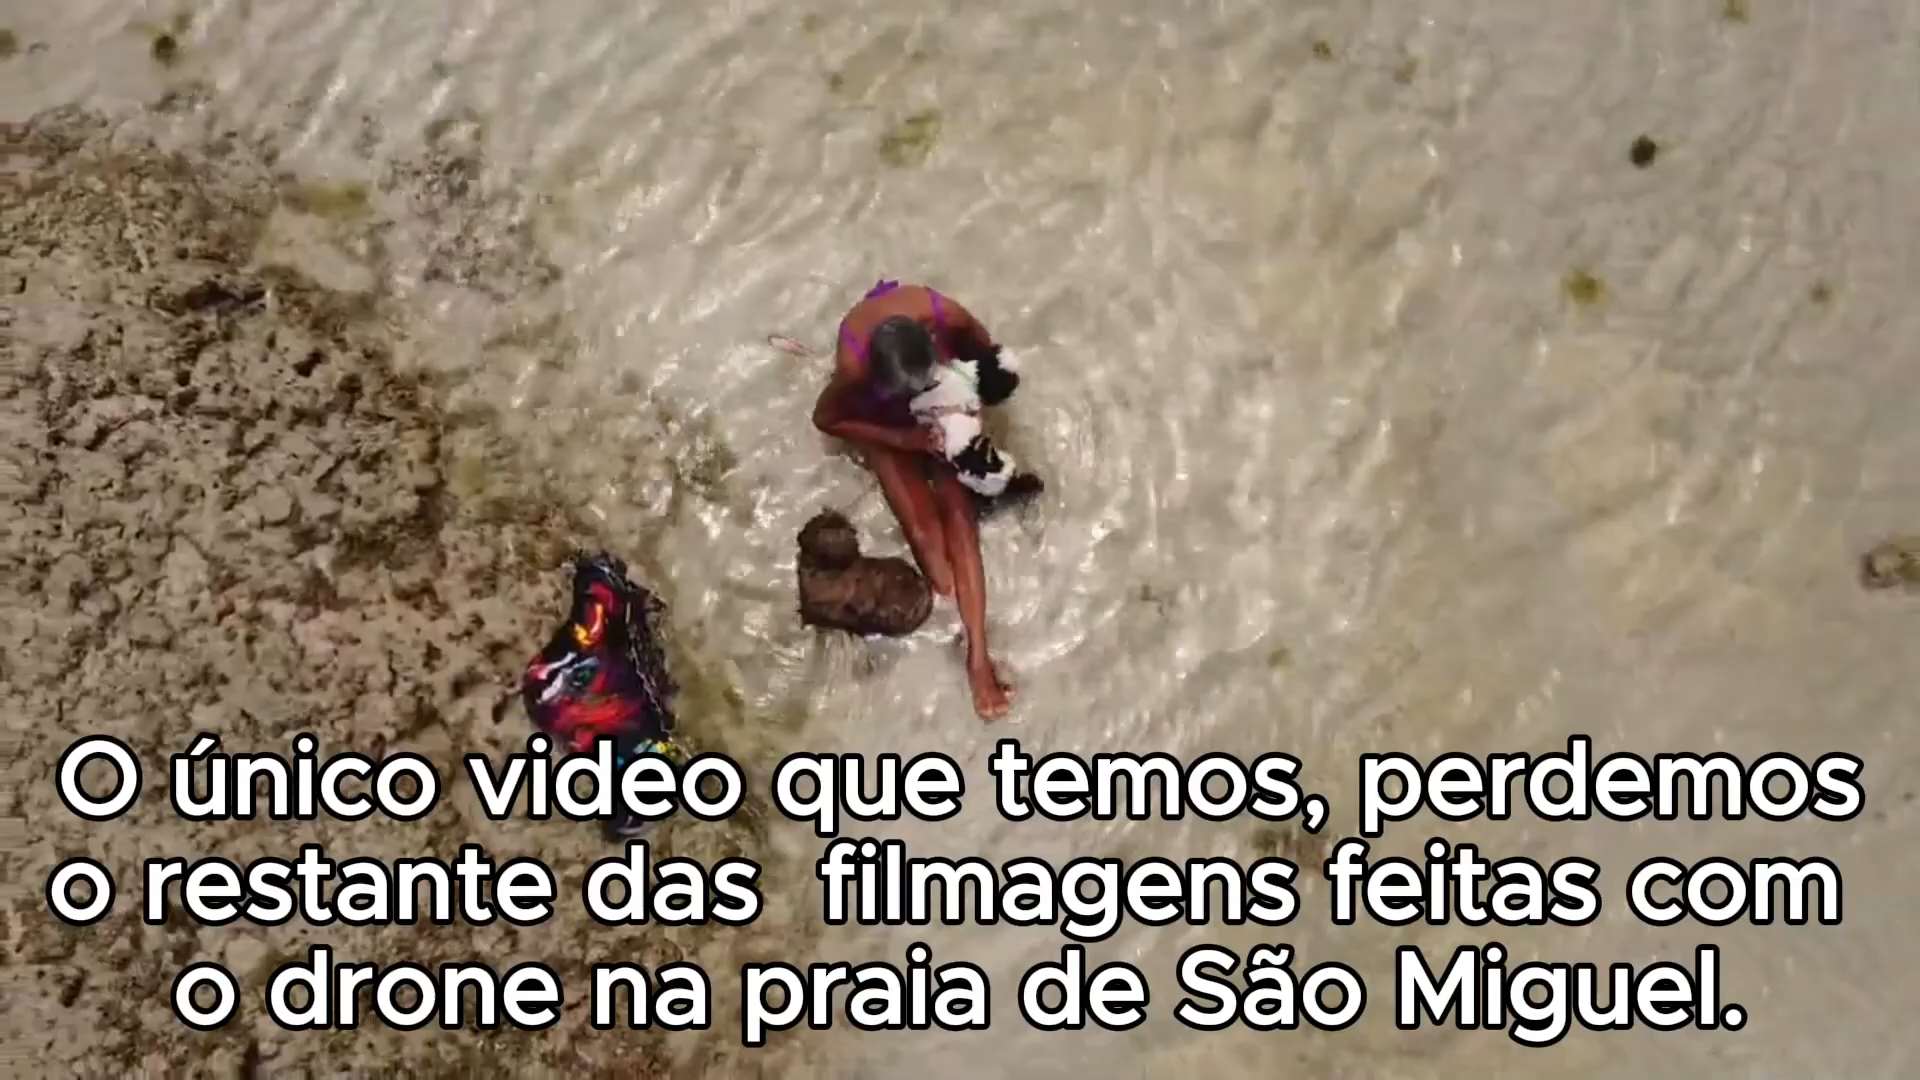 O único video que temos, perdemos
o restante das filmagens feitas com
o drone na praia de São Miguel.